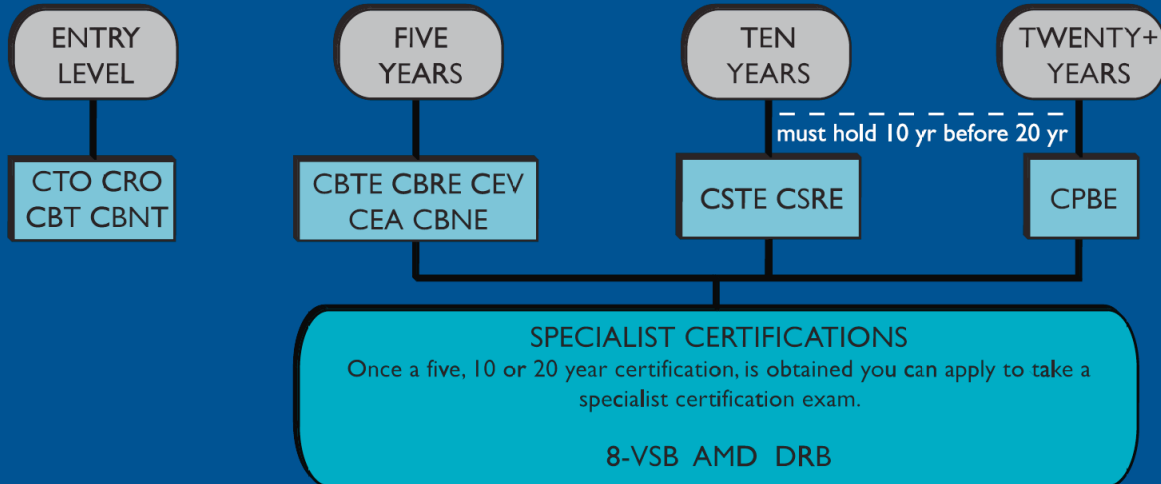 ENTRY
LEVEL
FIVE
YEARS
TEN
YEARS
TWENTY+
YEARS
must hold 10 yr before 20 yr
CTO CRO
CBT CBNT
CBTE CBRE CEV
CEA CBNE
CSTE CSRE
CPBE
SPECIALIST CERTIFICATIONS
Once a five, 10 or 20 year certification, is obtained you can apply to take a
specialist certification exam.
8-VSB AMD DRB